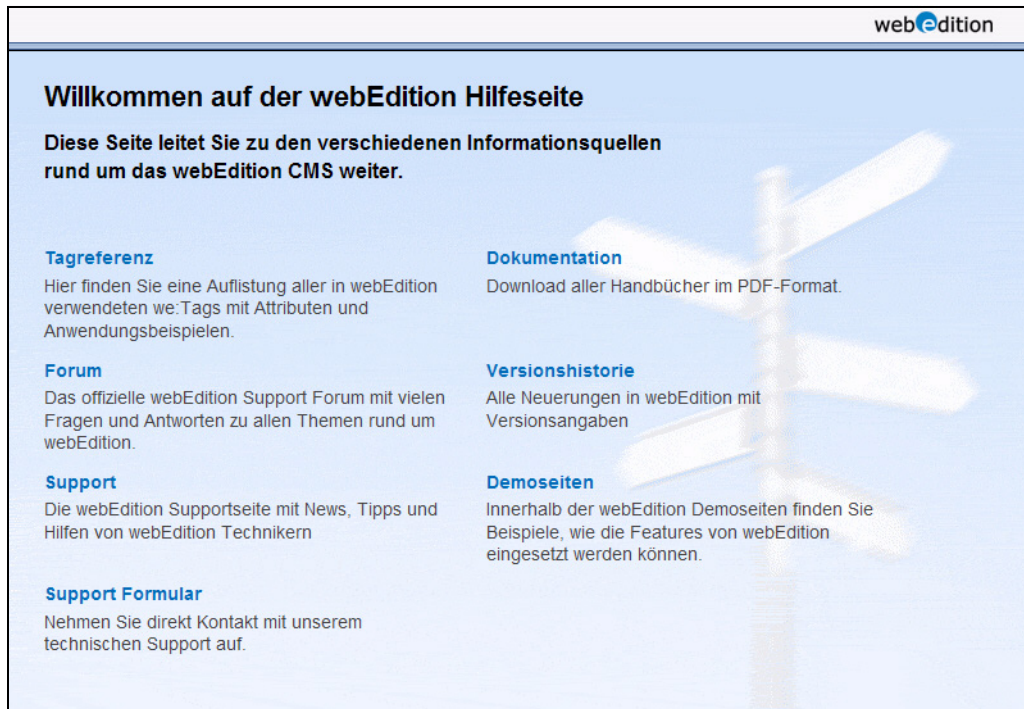 webedition
Willkommen auf der webEdition Hilfeseite
Diese Seite leitet Sie zu den verschiedenen Informationsquellen
rund um das webEdition CMS weiter.
Tagreferenz
Hier finden Sie eine Auflistung aller in webEdition
verwendeten we:Tags mit Attributen und
Anwendungsbeispielen.
Dokumentation
Download aller Handbücher im PDF-Format.
Forum
Das offizielle webEdition Support Forum mit vielen
Fragen und Antworten zu allen Themen rund um
webEdition.
Versionshistorie
Alle Neuerungen in webEdition mit
Versionsangaben
Support
Die webEdition Supportseite mit News, Tipps und
Hilfen von webEdition Technikern
Demoseiten
Innerhalb der webEdition Demoseiten finden Sie
Beispiele, wie die Features von webEdition
eingesetzt werden können.
Support Formular
Nehmen Sie direkt Kontakt mit unserem
technischen Support auf.